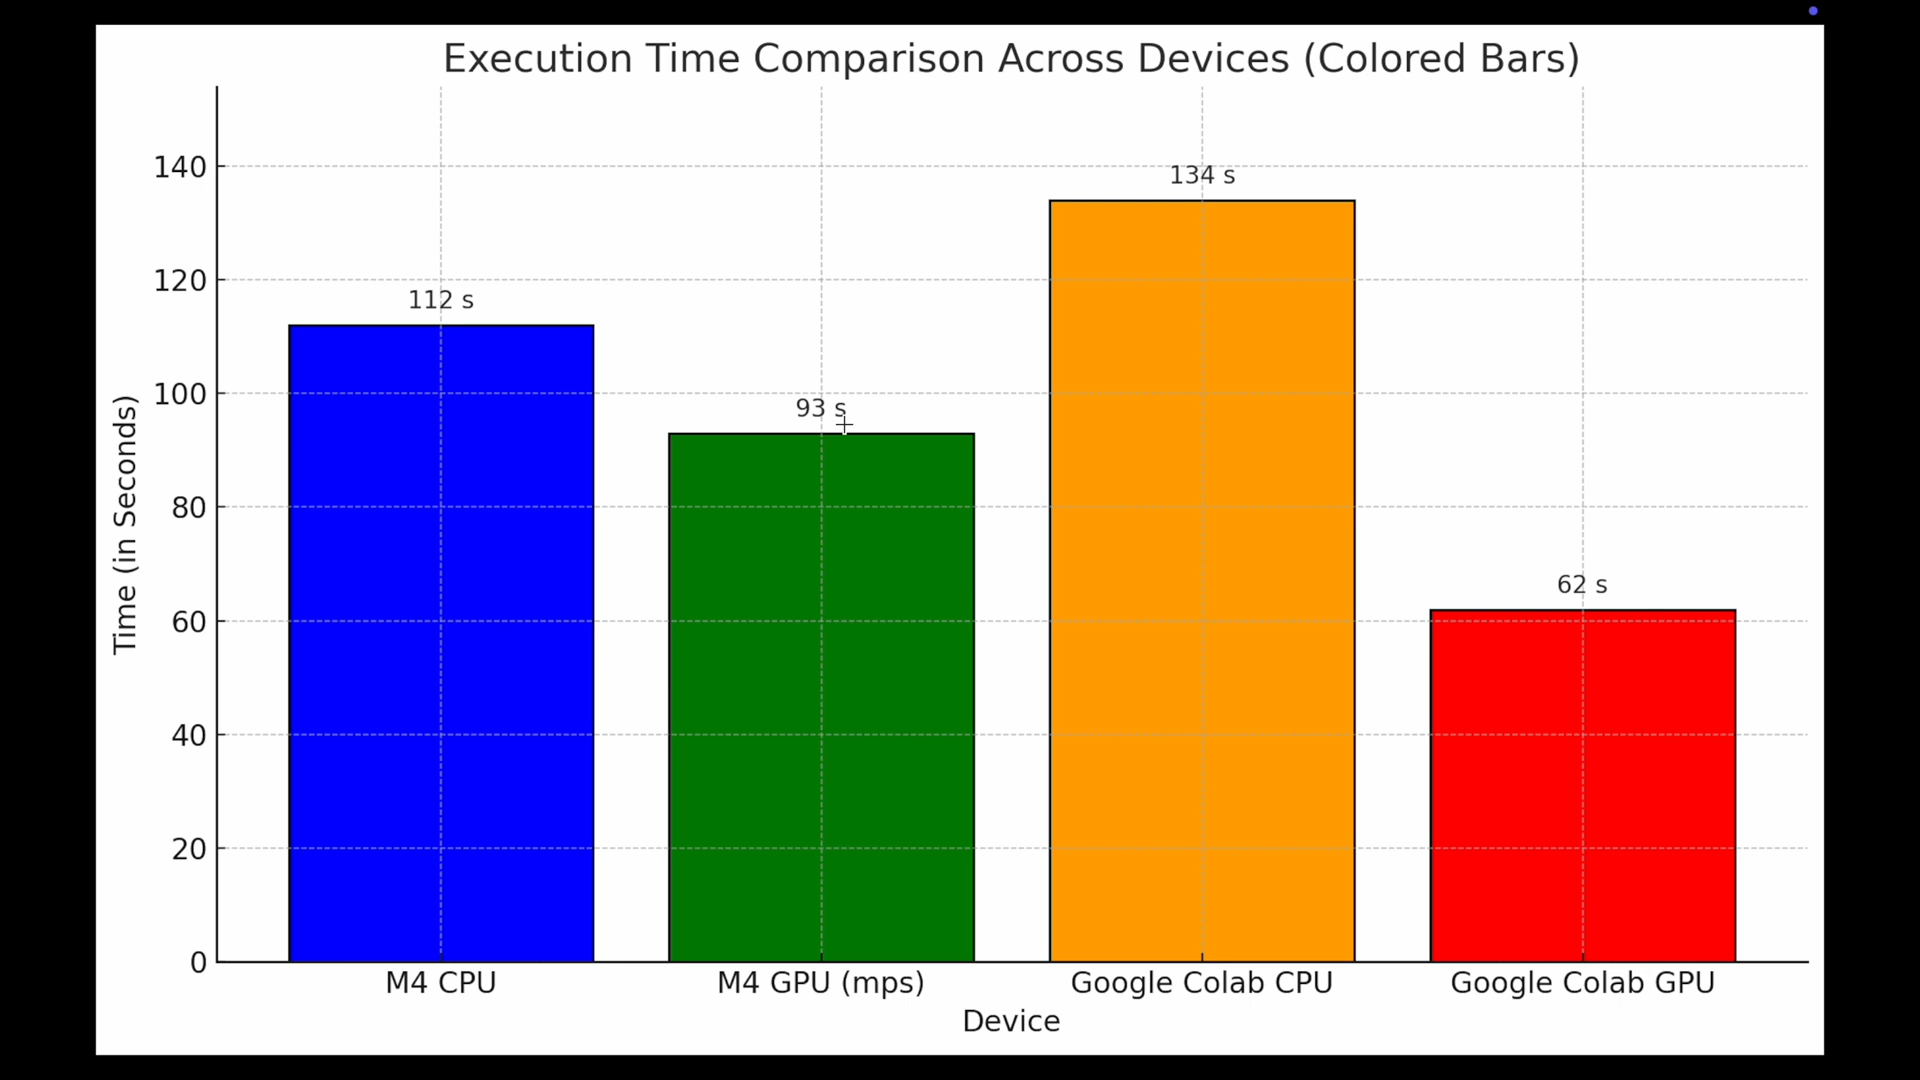 Execution Time Comparison Across Devices (Colored Bars)
140
120
100
80
60
40
20
0
Time (in Seconds)
112 s
93 s
134 s
62 s
M4 CPU
M4 GPU (mps)
Google Colab CPU
Google Colab GPU
Device